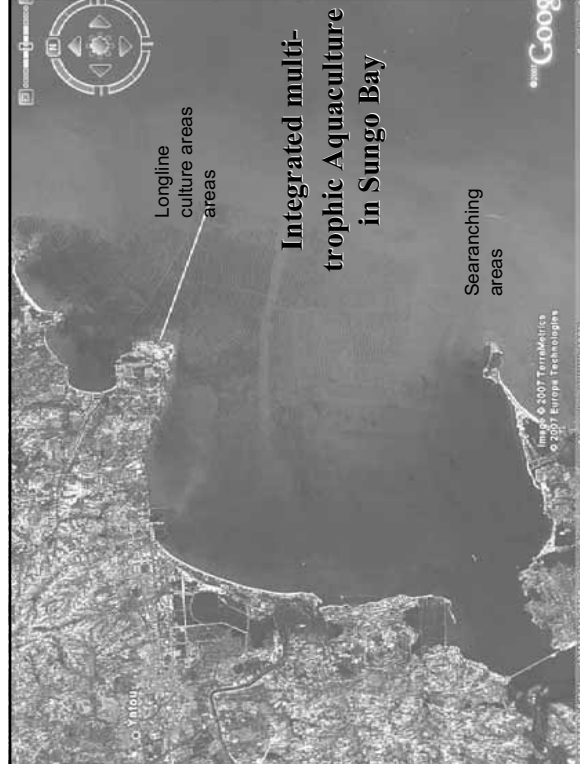 N
Longline
culture areas
areas
Integrated multi-
trophic Aquaculture
in Sungo Bay
Searanching
areas
Yatou
Image © 2007 TerraMetrics
© 2007 Europa Technologies
© 2007
Goog